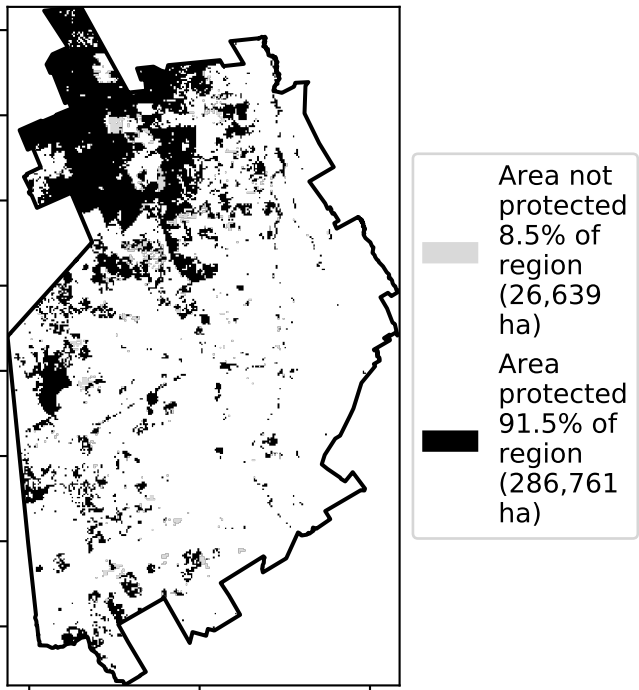 Area not
protected
8.5% of
region
(26,639
ha)
Area
protected
91.5% of
region
(286,761
ha)